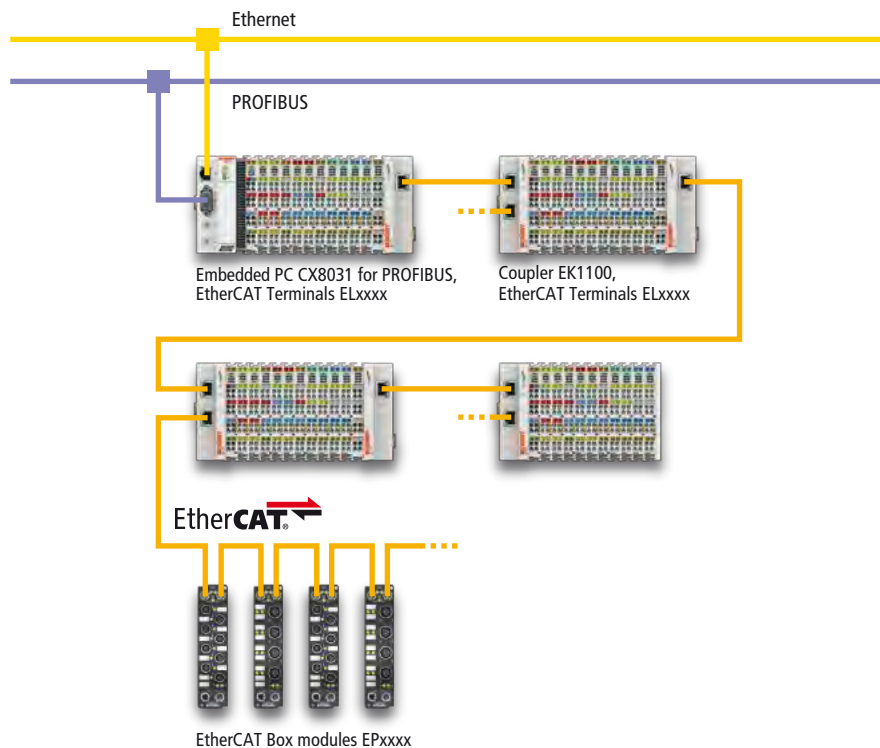 Ethernet
PROFIBUS
Embedded PC CX8031 for PROFIBUS,
EtherCAT Terminals ELxxxx
Coupler EK1100,
EtherCAT Terminals ELxxxx
EtherCAT®
EtherCAT Box modules EPxxxx